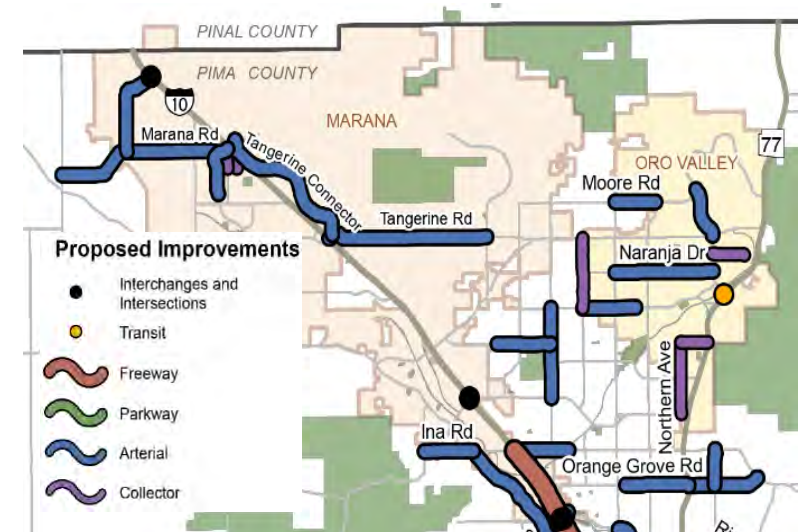 PINAL COUNTY
PIMA COUNTY
10
MARANA
77
Marana Rd
Tangerine Connector
ORO VALLEY
Moore Rd
Tangerine Rd
Naranja Dr
Proposed Improvements
Interchanges and
Intersections
Transit
Freeway
Parkway
Arterial
Collector
Northern Ave
Ina Rd
Orange Grove Rd